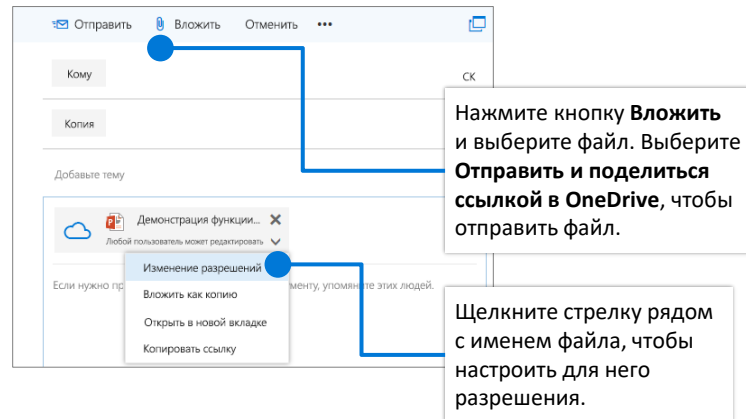 Отправить Вложить Отменить •••
Кому
СК
Копия
Добавьте тему
Демонстрация функции...
Любой пользователь может редактировать
Изменение разрешений
Если нужно пр менту, упомяните этих людей.
Вложить как копию
Открыть в новой вкладке
Копировать ссылку
Нажмите кнопку Вложить
и выберите файл. Выберите
Отправить и поделиться
ссылкой в OneDrive, чтобы
отправить файл.
Щелкните стрелку рядом
с именем файла, чтобы
настроить для него
разрешения.